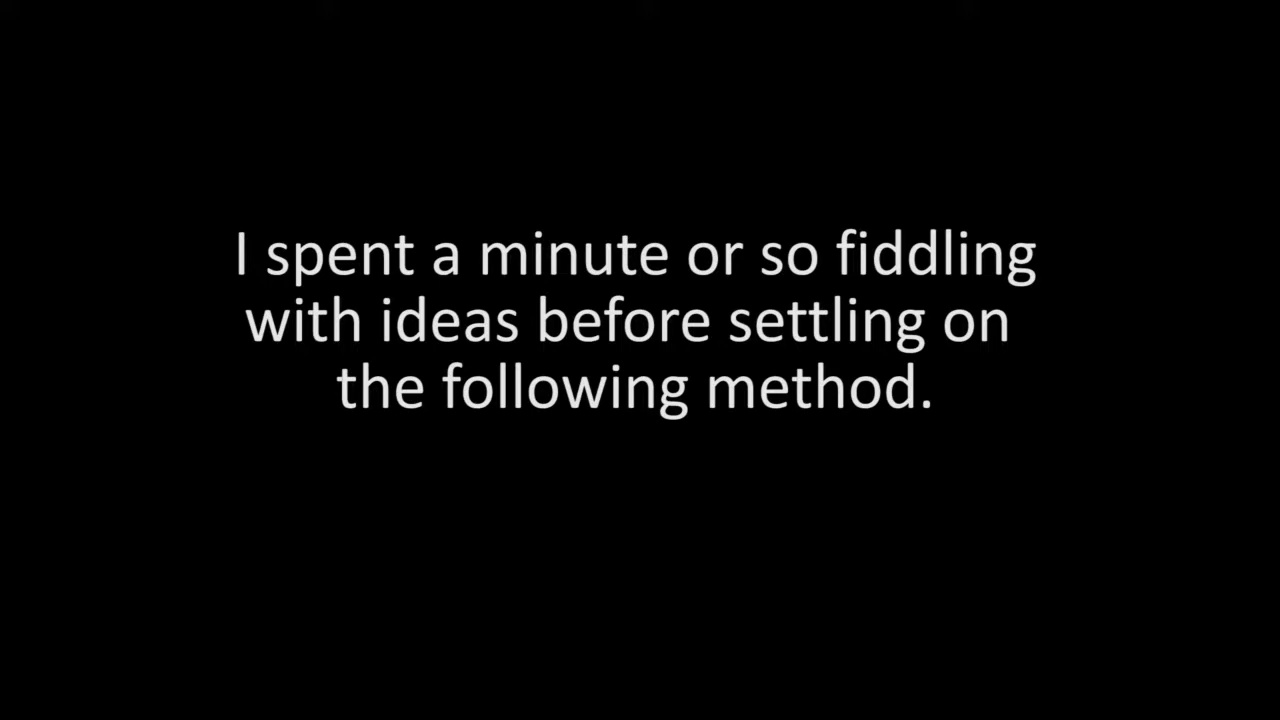 I spent a minute or so fiddling
with ideas before settling on
the following method.